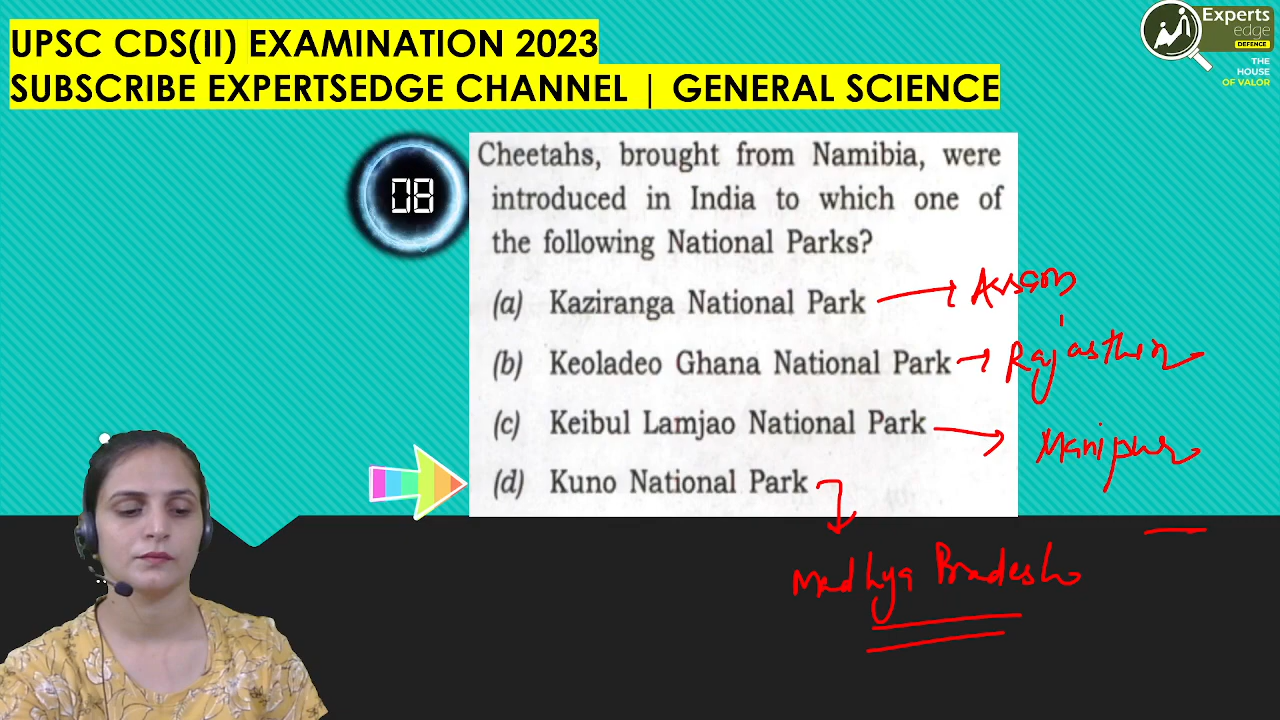 UPSC CDS(II) EXAMINATION 2023
SUBSCRIBE EXPERTSEDGE CHANNEL | GENERAL SCIENCE
Experts
edge
DEFENCE
THE
HOUSE
OF VALOR
08
Cheetahs, brought from Namibia, were
introduced in India to which one of
the following National Parks?
(a) Kaziranga National Park
Assam
(b) Keoladeo Ghana National Park
Rajasthan
(c) Keibul Lamjao National Park
Manipur
(d) Kuno National Park
Madhya Pradesh